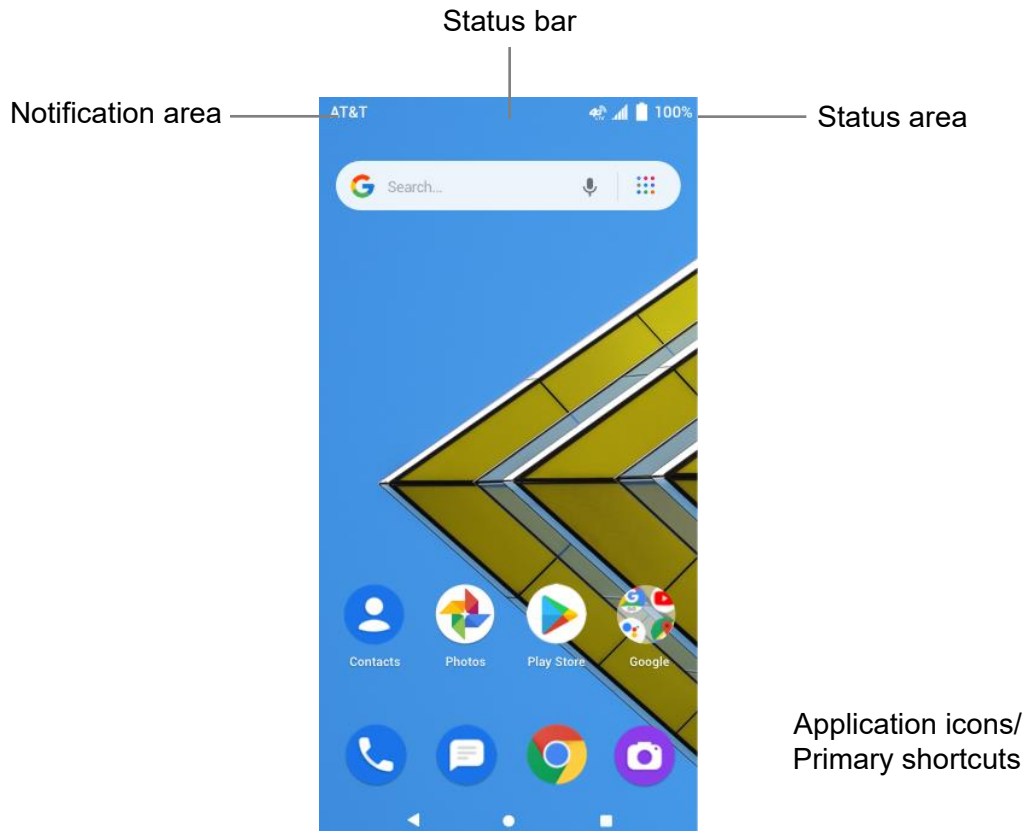 Status bar
Notification area
AT&T
100%
Status area
Search...
Contacts
Photos
Play Store
Google
Application icons/
Primary shortcuts